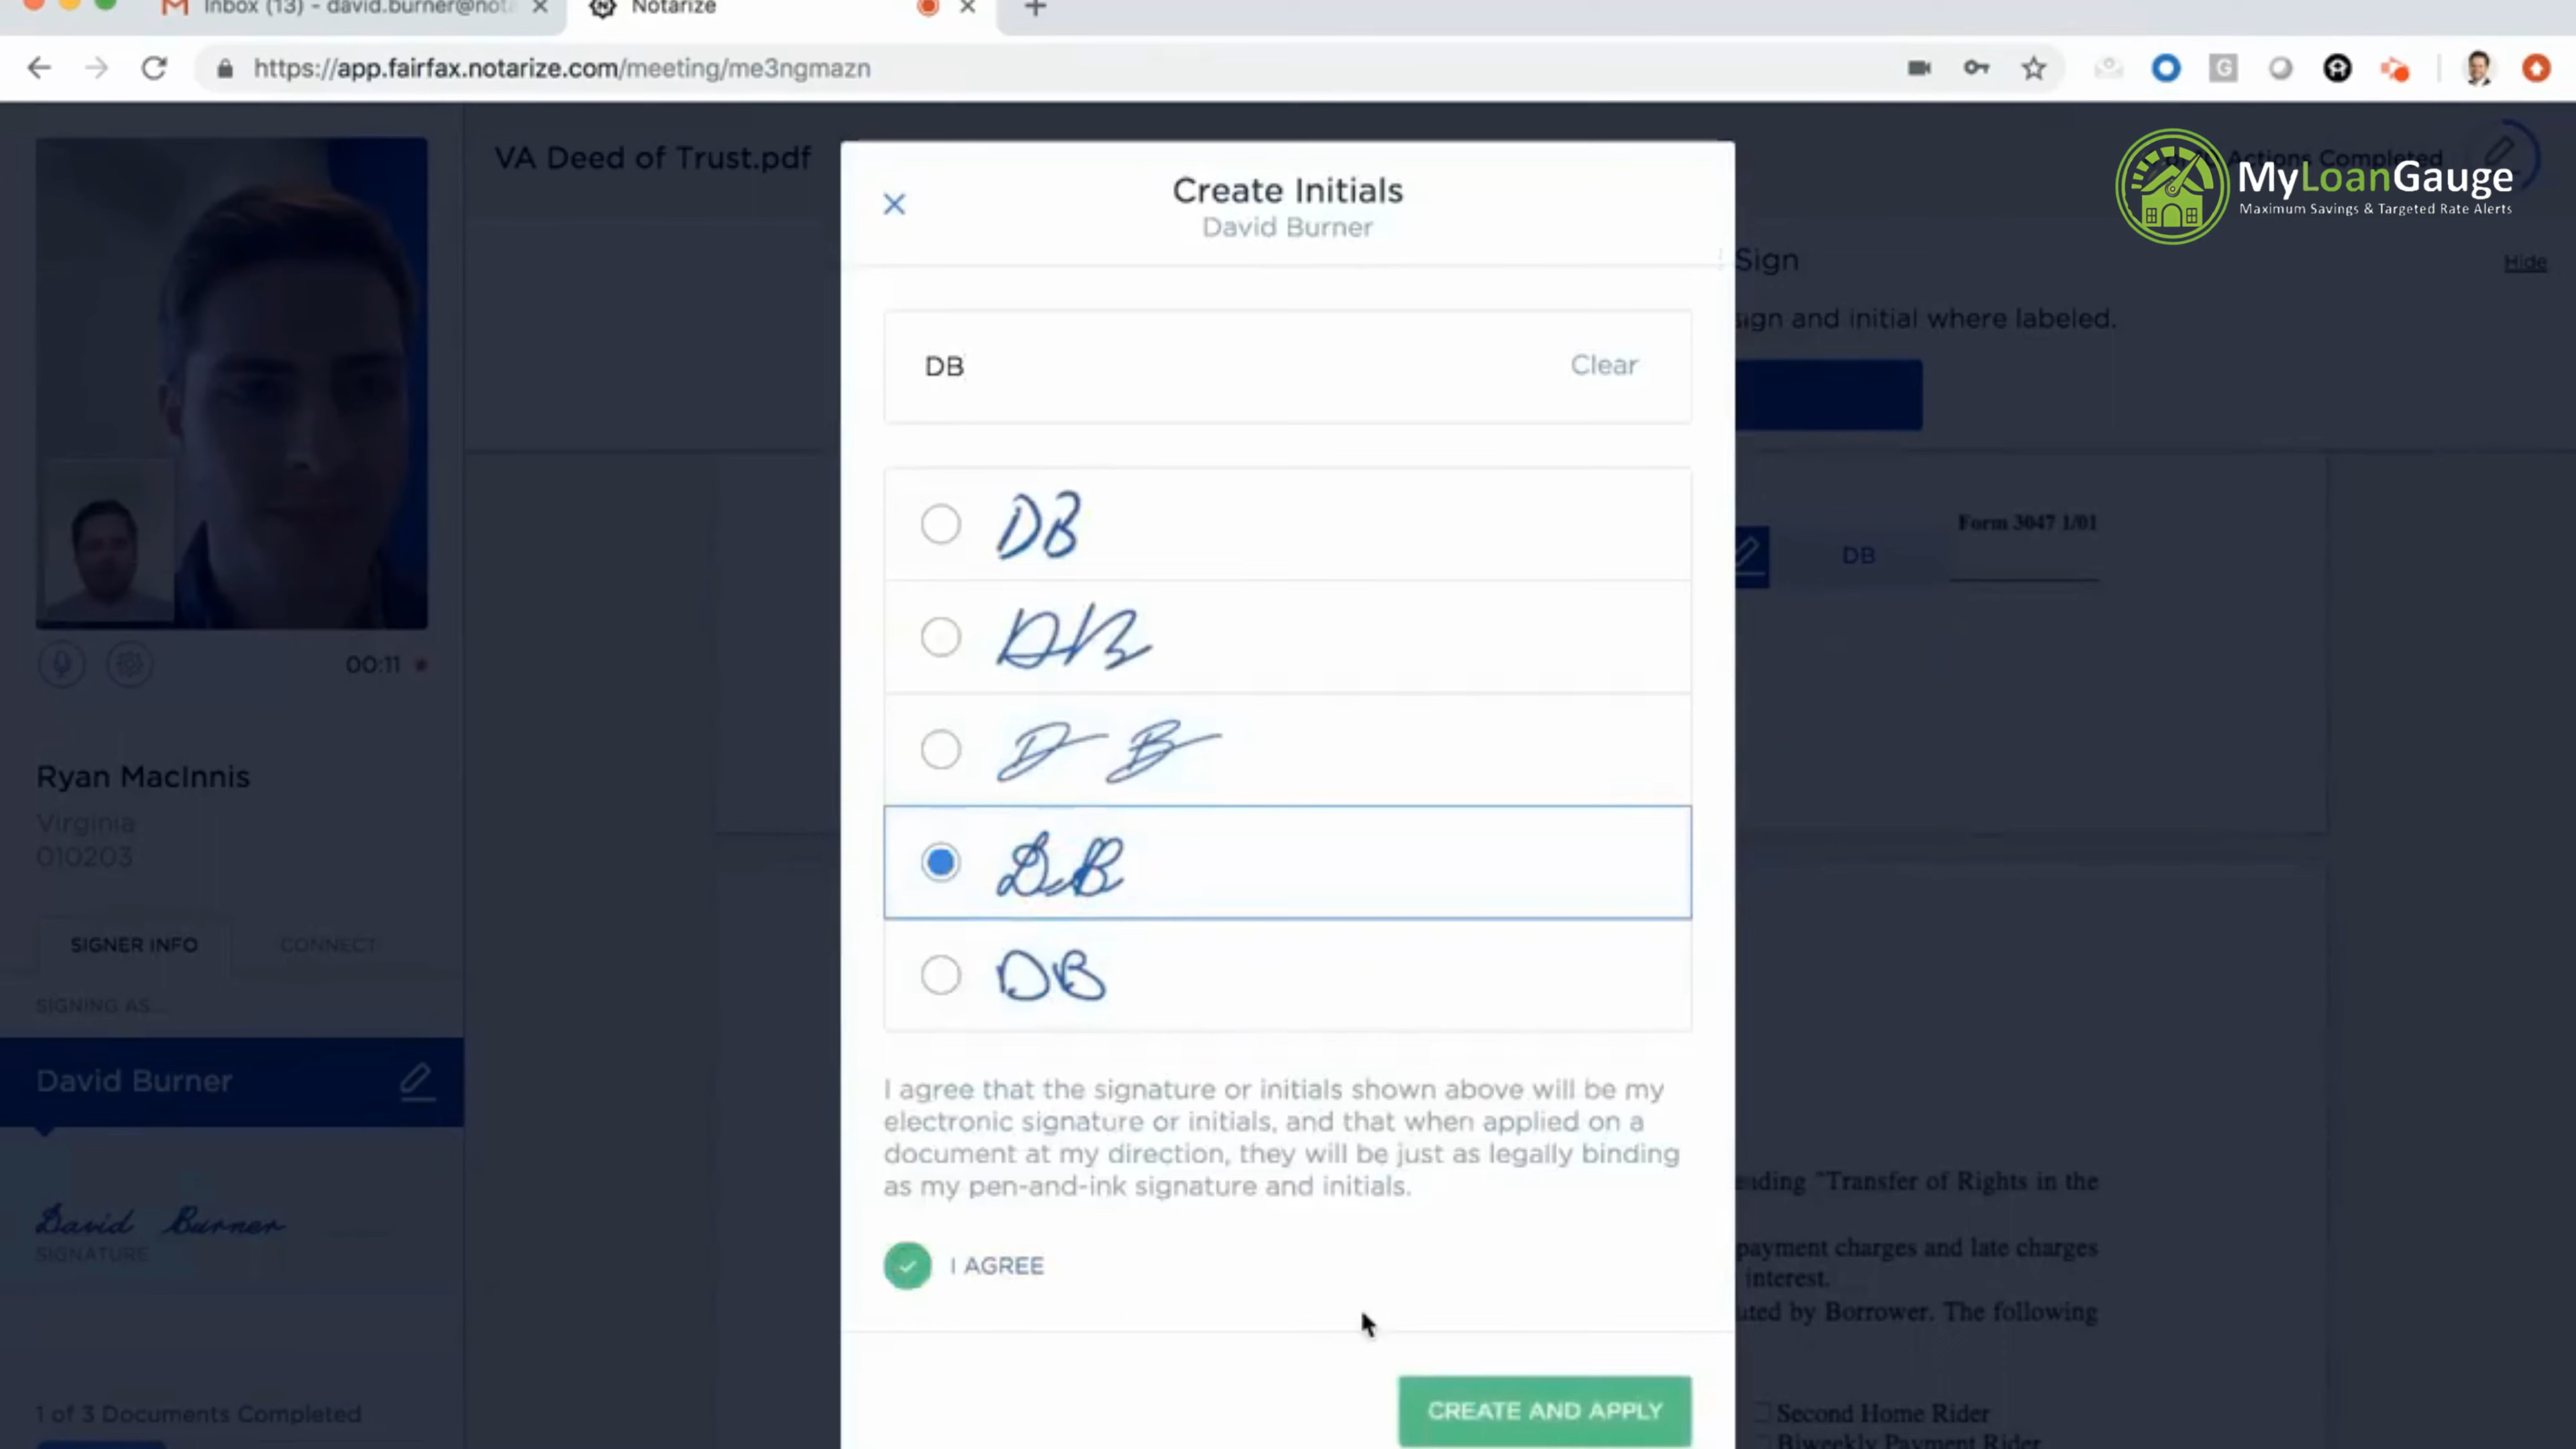 Inbox (13) - david.burner@not
Notarize
https://app.fairfax.notarize.com/meeting/me3ngmazn
VA Deed of Trust.pdf
Actions Completed
MyLoanGauge
Maximum Savings & Targeted Rate Alerts
Create Initials
David Burner
Sign
Hide
sign and initial where labeled.
DB
Clear
DB
DB
DB
DB
DB
Form 3047 1/01
DB
00:11
Ryan MacInnis
Virginia
010203
SIGNER INFO
CONNECT
SIGNING AS...
David Burner
David Burner
SIGNATURE
1 of 3 Documents Completed
I agree that the signature or initials shown above will be my
electronic signature or initials, and that when applied on a
document at my direction, they will be just as legally binding
as my pen-and-ink signature and initials.
I AGREE
CREATE AND APPLY
"Transfer of Rights in the
payment charges and late charges
interest.
by Borrower. The following
Second Home Rider
Biweekly Payment Rider